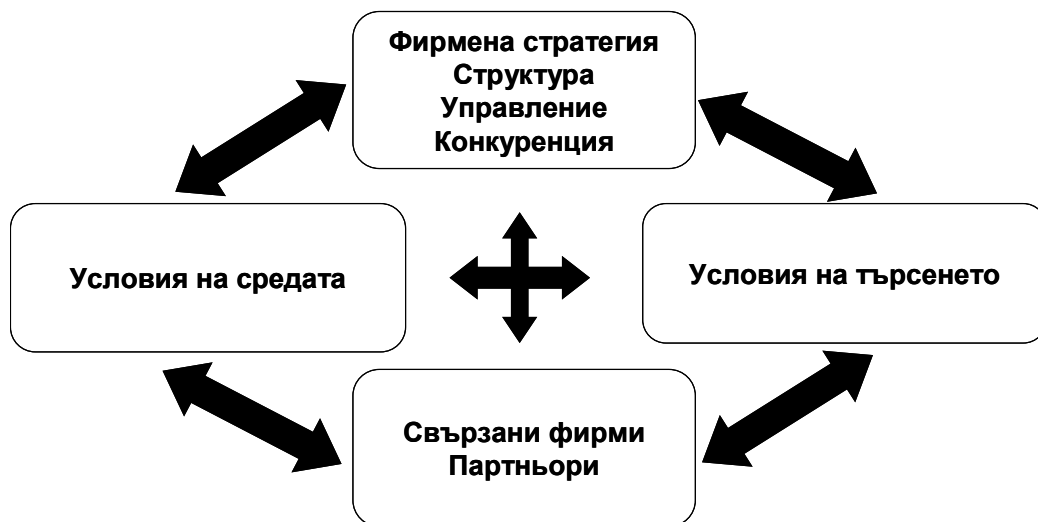 Фирмена стратегия
Структура
Управление
Конкуренция
Условия на средата
Условия на търсенето
Свързани фирми
Партньори